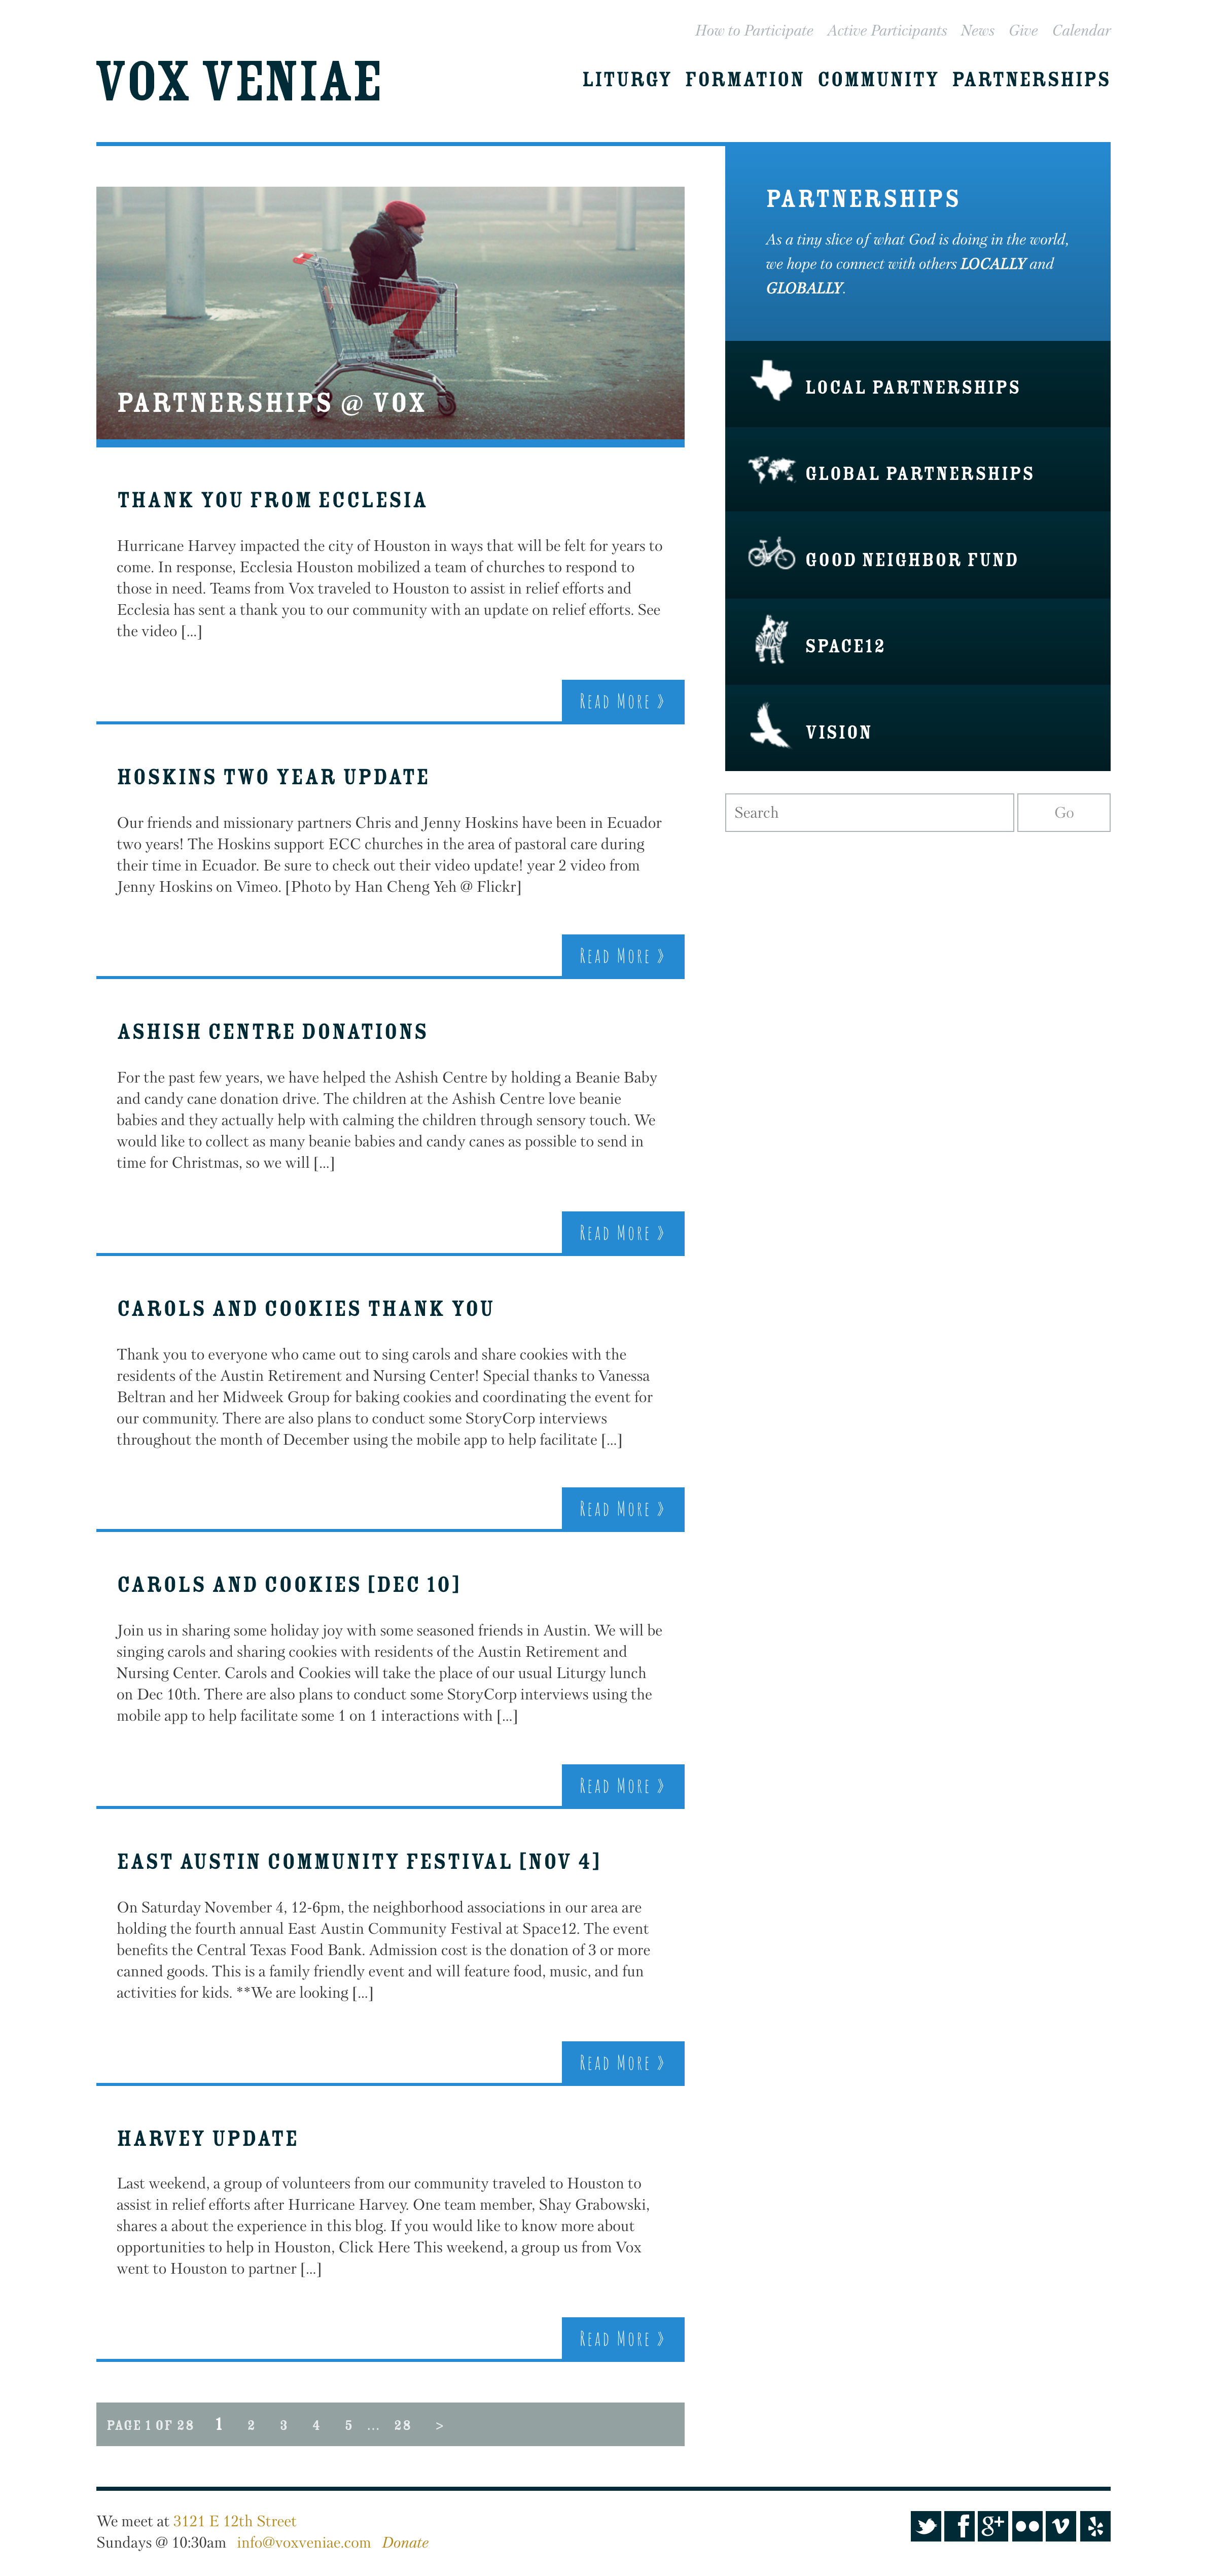 How to Participate Active Participants News Give Calendar
VOX VENIAE
LITURGY FORMATION COMMUNITY PARTNERSHIPS
PARTNERSHIPS @ VOX
THANK YOU FROM ECCLESIA
Hurricane Harvey impacted the city of Houston in ways that will be felt for years to
come. In response, Ecclesia Houston mobilized a team of churches to respond to
those in need. Teams from Vox traveled to Houston to assist in relief efforts and
Ecclesia has sent a thank you to our community with an update on relief efforts. See
the video [...]
Read More »
HOSKINS TWO YEAR UPDATE
Our friends and missionary partners Chris and Jenny Hoskins have been in Ecuador
two years! The Hoskins support ECC churches in the area of pastoral care during
their time in Ecuador. Be sure to check out their video update! year 2 video from
Jenny Hoskins on Vimeo. [Photo by Han Cheng Yeh @ Flickr]
Read More »
ASHISH CENTRE DONATIONS
For the past few years, we have helped the Ashish Centre by holding a Beanie Baby
and candy cane donation drive. The children at the Ashish Centre love beanie
babies and they actually help with calming the children through sensory touch. We
would like to collect as many beanie babies and candy canes as possible to send in
time for Christmas, so we will [...]
Read More »
CAROLS AND COOKIES THANK YOU
Thank you to everyone who came out to sing carols and share cookies with the
residents of the Austin Retirement and Nursing Center! Special thanks to Vanessa
Beltran and her Midweek Group for baking cookies and coordinating the event for
our community. There are also plans to conduct some StoryCorp interviews
throughout the month of December using the mobile app to help facilitate [...]
Read More »
CAROLS AND COOKIES [DEC 10]
Join us in sharing some holiday joy with some seasoned friends in Austin. We will be
singing carols and sharing cookies with residents of the Austin Retirement and
Nursing Center. Carols and Cookies will take the place of our usual Liturgy lunch
on Dec 10th. There are also plans to conduct some StoryCorp interviews using the
mobile app to help facilitate some 1 on 1 interactions with [...]
Read More »
EAST AUSTIN COMMUNITY FESTIVAL [NOV 4]
On Saturday November 4, 12-6pm, the neighborhood associations in our area are
holding the fourth annual East Austin Community Festival at Space12. The event
benefits the Central Texas Food Bank. Admission cost is the donation of 3 or more
canned goods. This is a family friendly event and will feature food, music, and fun
activities for kids. **We are looking [...]
Read More »
HARVEY UPDATE
Last weekend, a group of volunteers from our community traveled to Houston to
assist in relief efforts after Hurricane Harvey. One team member, Shay Grabowski,
shares a about the experience in this blog. If you would like to know more about
opportunities to help in Houston, Click Here This weekend, a group us from Vox
went to Houston to partner [...]
Read More »
PAGE 1 OF 28 1 2 3 4 5 ... 28 >
PARTNERSHIPS
As a tiny slice of what God is doing in the world,
we hope to connect with others LOCALLY and
GLOBALLY.
LOCAL PARTNERSHIPS
GLOBAL PARTNERSHIPS
GOOD NEIGHBOR FUND
SPACE12
VISION
Search Go
We meet at 3121 E 12th Street
Sundays @ 10:30am info@voxveniae.com Donate